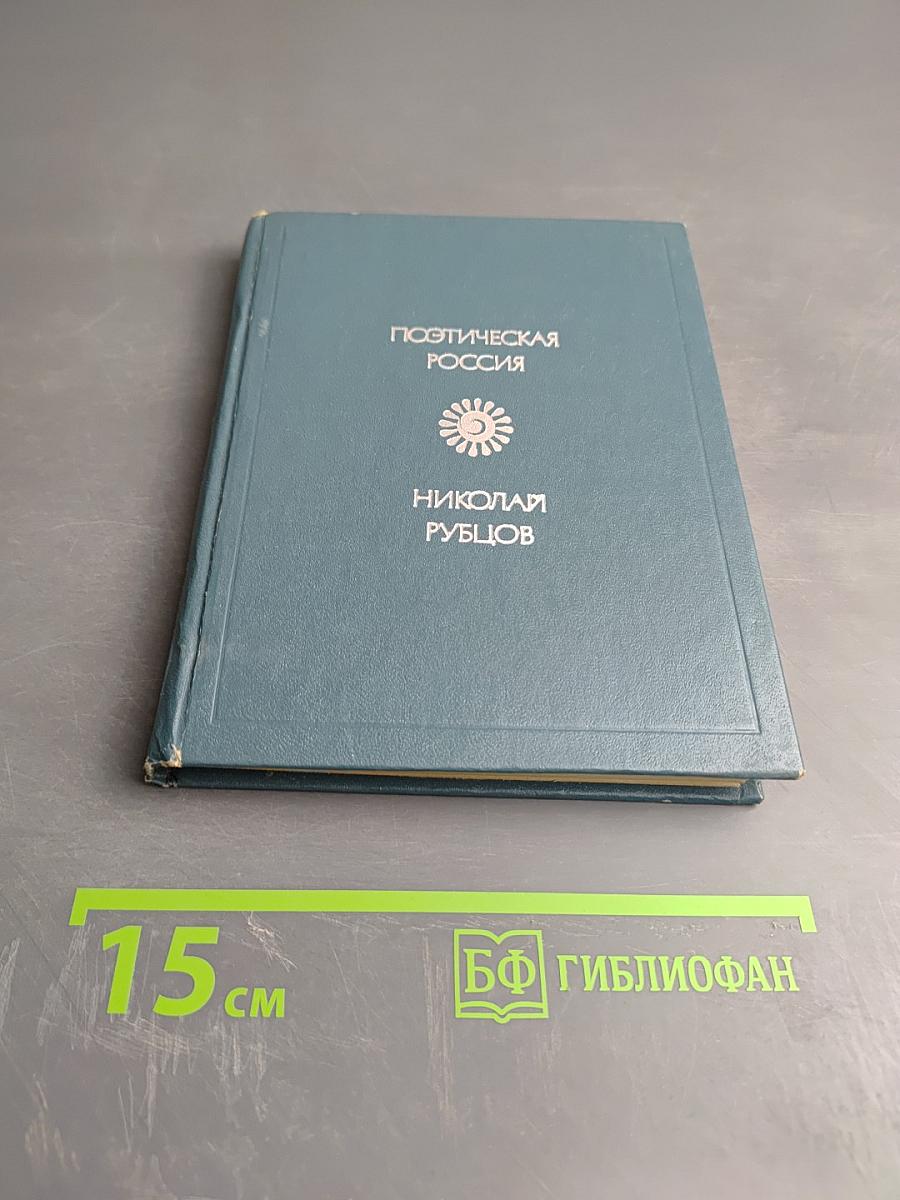 ПОЭТИЧЕСКАЯ
РОССИЯ
НИКОЛАЙ
РУБЦОВ
15 см
БФ ГИБЛИОФАН